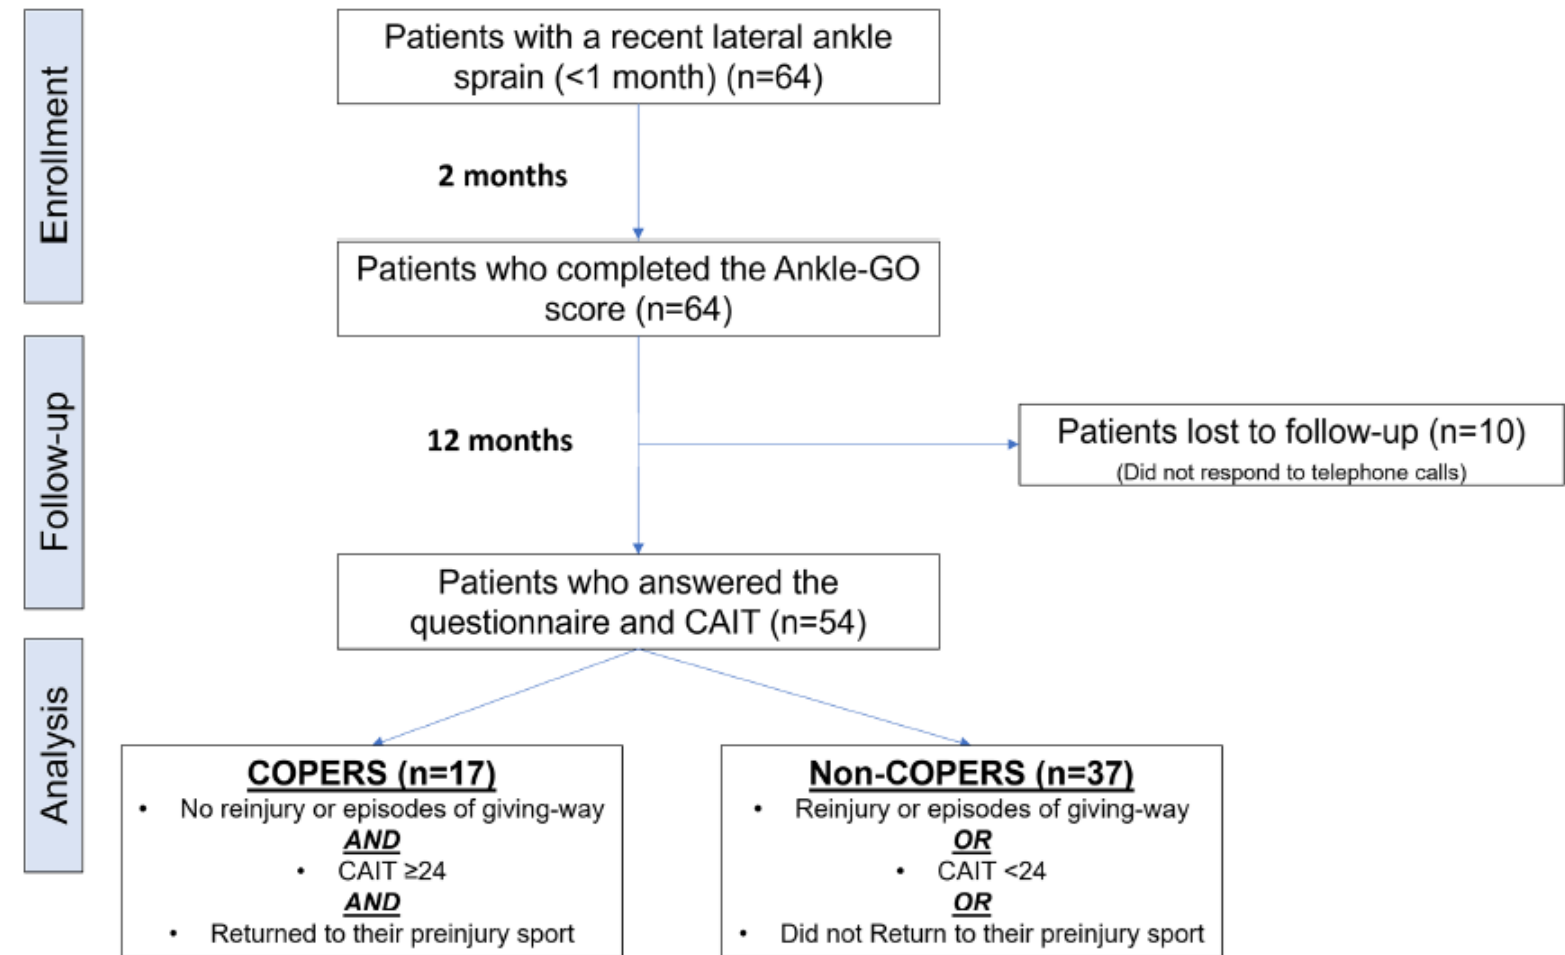 Enrollment
Patients with a recent lateral ankle
sprain (<1 month) (n=64)
2 months
Patients who completed the Ankle-GO
score (n=64)
Follow-up
12 months
Patients lost to follow-up (n=10)
(Did not respond to telephone calls)
Patients who answered the
questionnaire and CAIT (n=54)
Analysis
COPERS (n=17)
• No reinjury or episodes of giving-way
AND
• CAIT ≥24
AND
• Returned to their preinjury sport
Non-COPERS (n=37)
• Reinjury or episodes of giving-way
OR
• CAIT <24
OR
• Did not Return to their preinjury sport